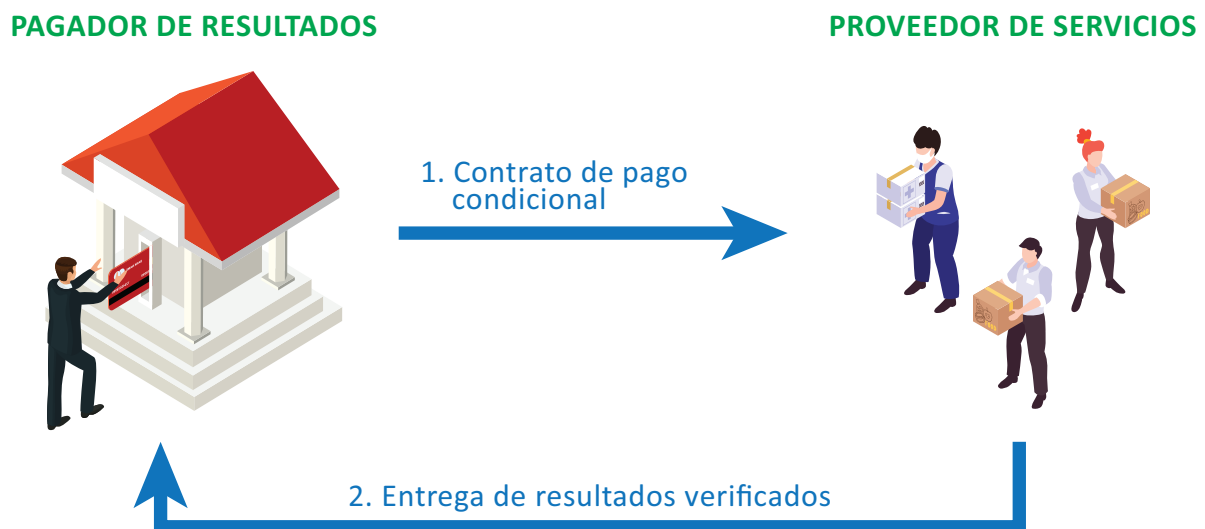 PAGADOR DE RESULTADOS
PROVEEDOR DE SERVICIOS
1. Contrato de pago
condicional
2. Entrega de resultados verificados